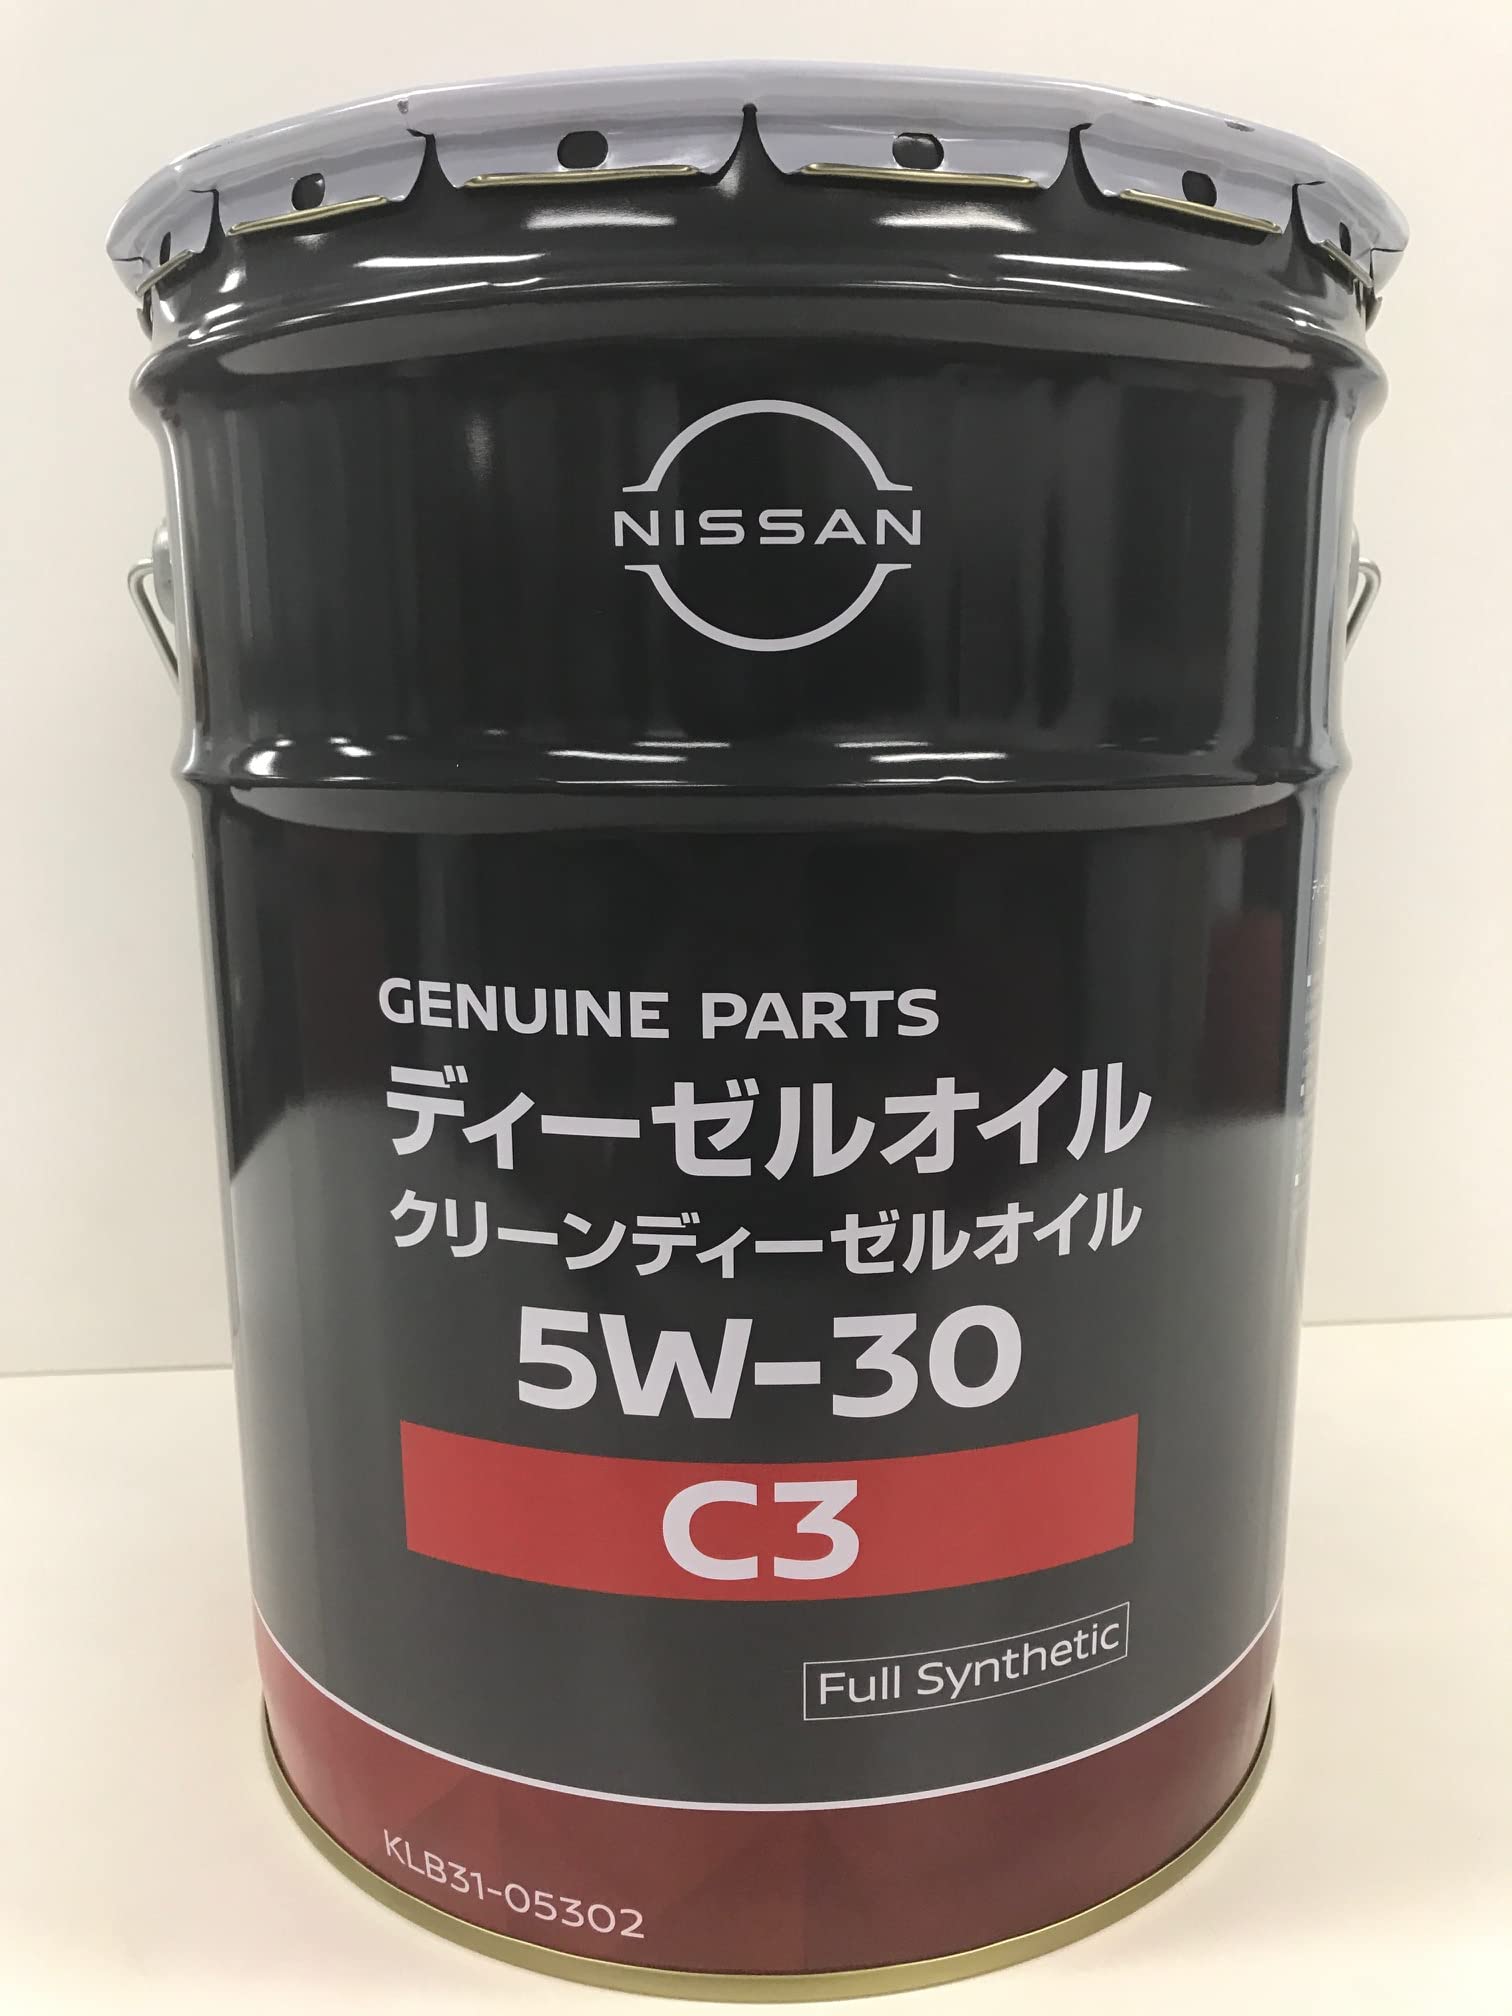 NISSAN
GENUINE PARTS
ディーゼルオイル
クリーンディーゼルオイル
5W-30
C3
Full Synthetic
KLB31-05302